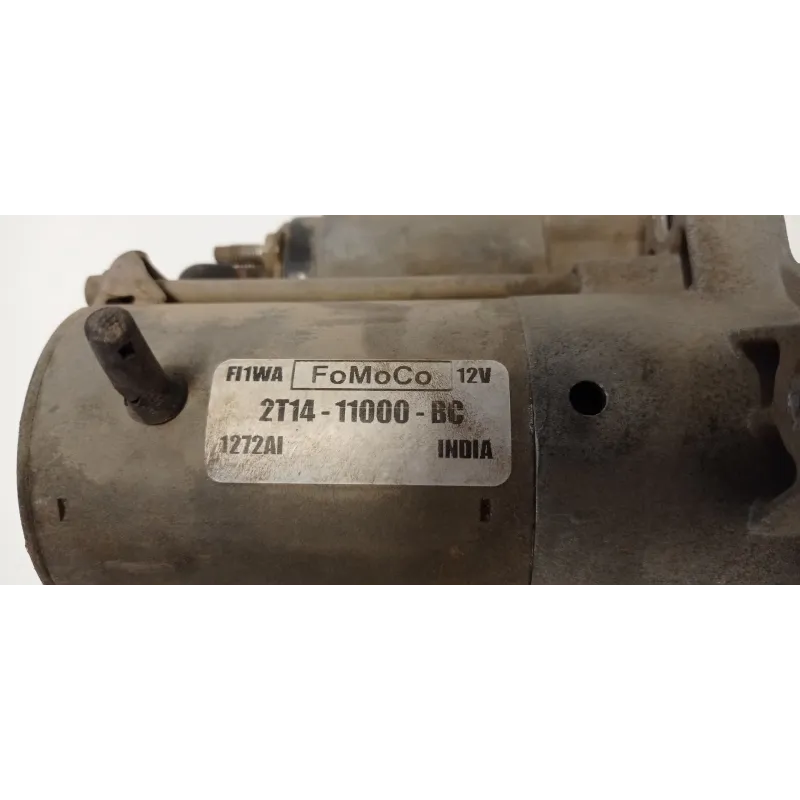 FI1WA FoMoCo 12V
2T14-11000-BC
1272AI INDIA